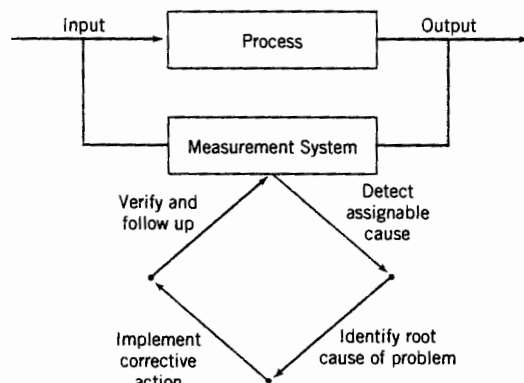 Input
Process
Output
Measurement System
Verify and
follow up
Detect
assignable
cause
Implement
corrective
action
Identify root
cause of problem